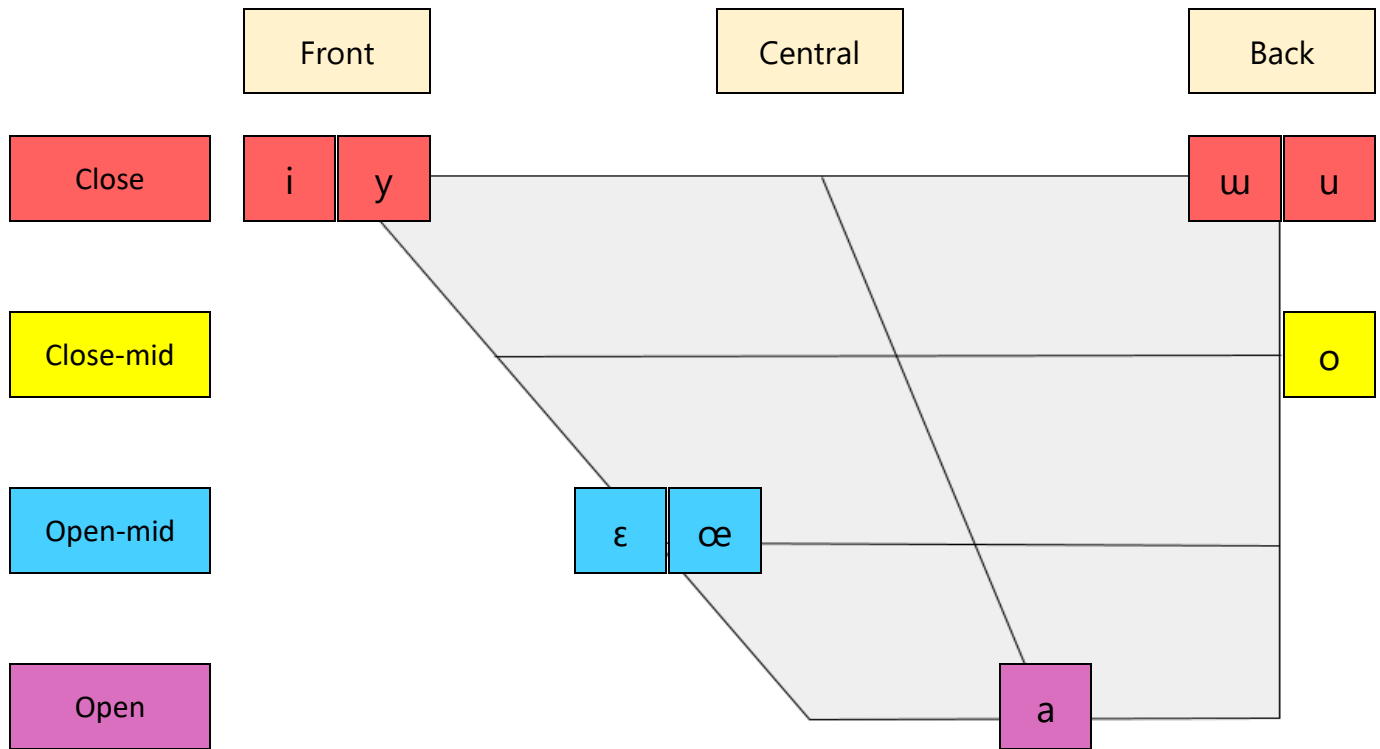 Front Central Back
Close i y ɯ u
Close-mid o
Open-mid ɛ œ
Open a